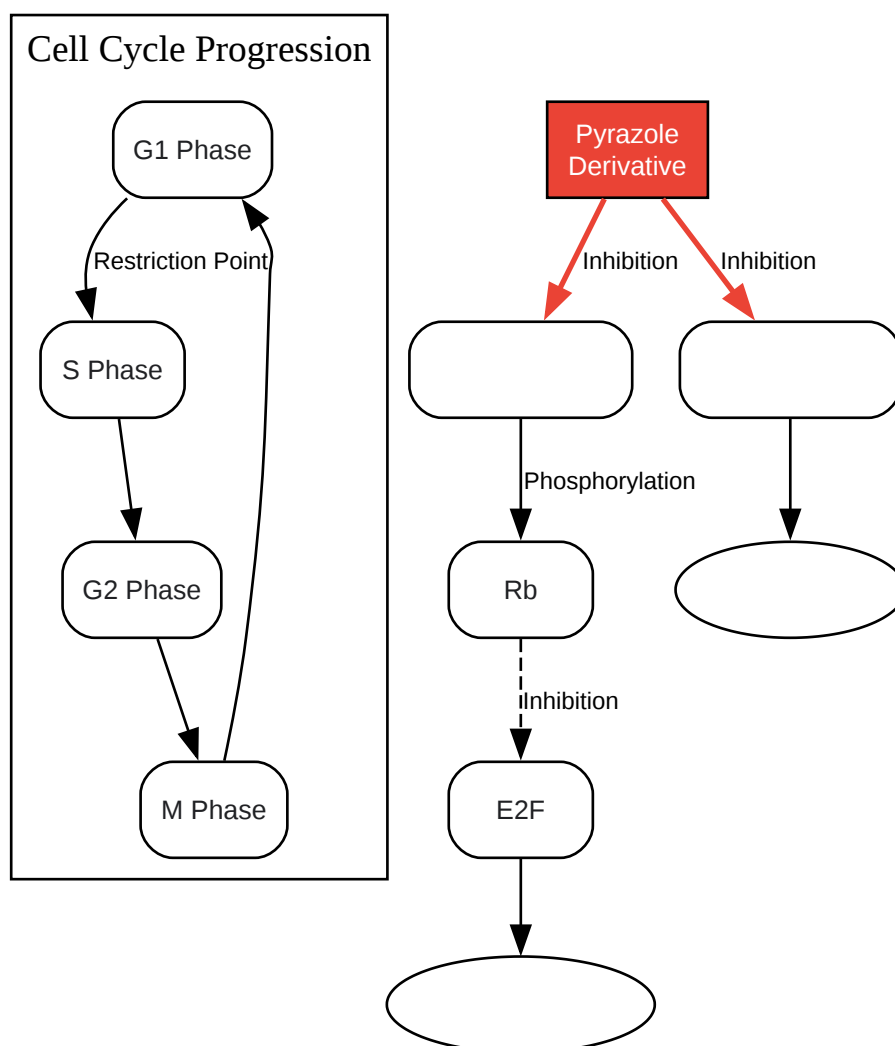 Cell Cycle Progression
G1 Phase
Restriction Point
S Phase
G2 Phase
M Phase
Pyrazole
Derivative
Inhibition
Inhibition
Phosphorylation
Rb
Inhibition
E2F